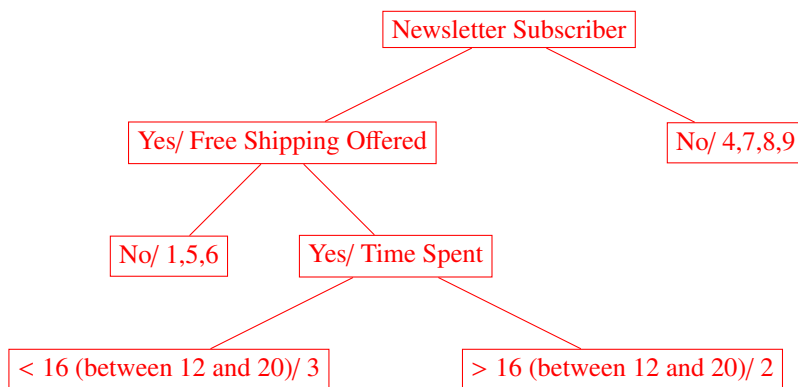 Newsletter Subscriber
Yes/ Free Shipping Offered
No/ 4,7,8,9
No/ 1,5,6
Yes/ Time Spent
< 16 (between 12 and 20)/ 3
> 16 (between 12 and 20)/ 2